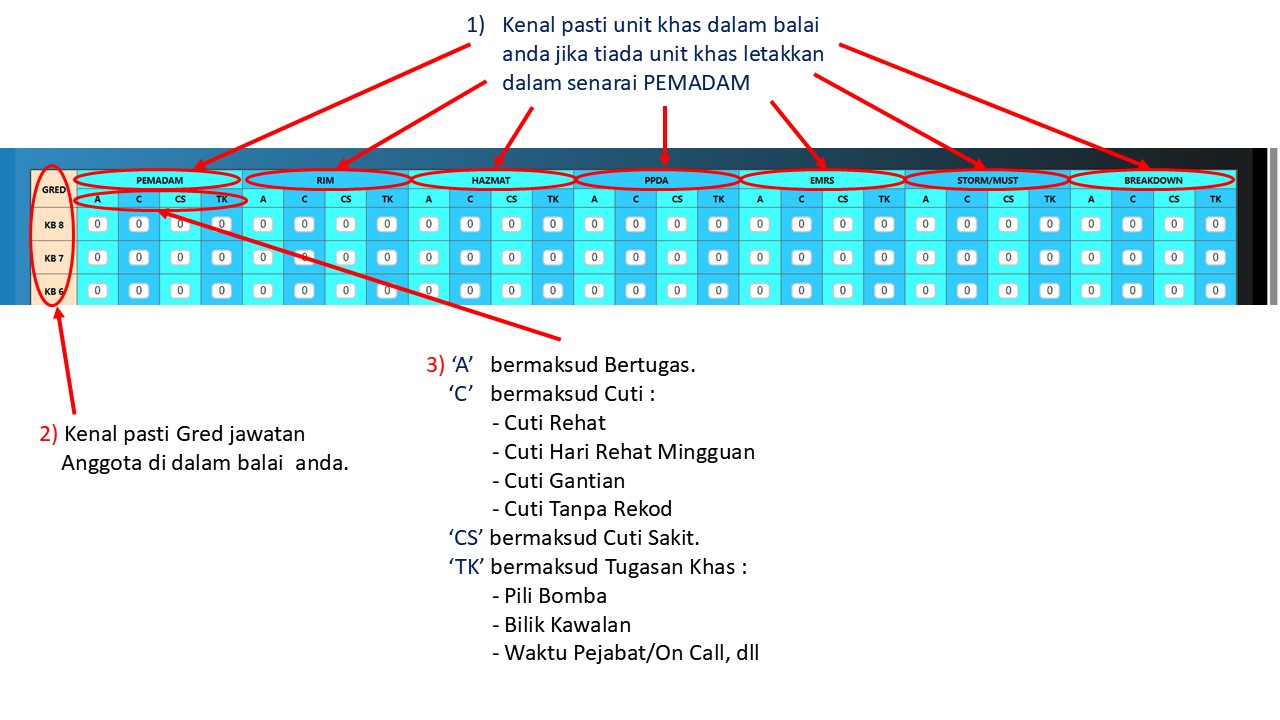 1) Kenal pasti unit khas dalam balai
anda jika tiada unit khas letakkan
dalam senarai PEMADAM
GRED PEMADAM RIM HAZMAT PPDA EMRS STORM/MUST BREAKDOWN
A C CS TK A C CS TK A C CS TK A C CS TK A C CS TK A C CS TK A C CS TK
KB 8 0 0 0 0 0 0 0 0 0 0 0 0 0 0 0 0 0 0 0 0 0 0 0 0 0 0 0 0
KB 7 0 0 0 0 0 0 0 0 0 0 0 0 0 0 0 0 0 0 0 0 0 0 0 0 0 0 0 0
KB 6 0 0 0 0 0 0 0 0 0 0 0 0 0 0 0 0 0 0 0 0 0 0 0 0 0 0 0 0
3) ‘A’ bermaksud Bertugas.
‘C’ bermaksud Cuti :
- Cuti Rehat
- Cuti Hari Rehat Mingguan
- Cuti Gantian
- Cuti Tanpa Rekod
‘CS’ bermaksud Cuti Sakit.
‘TK’ bermaksud Tugasan Khas :
- Pili Bomba
- Bilik Kawalan
- Waktu Pejabat/On Call, dll
2) Kenal pasti Gred jawatan
Anggota di dalam balai anda.